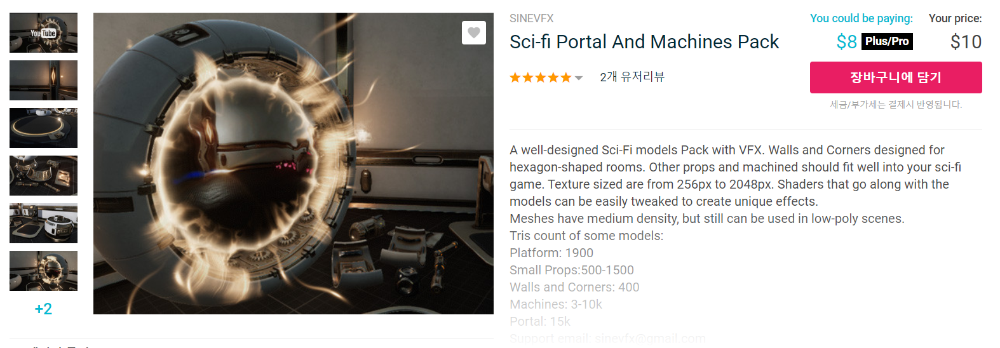 YouTube
+2
SINEVFX
Sci-fi Portal And Machines Pack
2개 유저리뷰
You could be paying:
Your price:
$8 Plus/Pro
$10
장바구니에 담기
세금/부가세는 결제시 반영됩니다.
A well-designed Sci-Fi models Pack with VFX. Walls and Corners designed for
hexagon-shaped rooms. Other props and machined should fit well into your sci-fi
game. Texture sized are from 256px to 2048px. Shaders that go along with the
models can be easily tweaked to create unique effects.
Meshes have medium density, but still can be used in low-poly scenes.
Tris count of some models:
Platform: 1900
Small Props:500-1500
Walls and Corners: 400
Machines: 3-10k
Portal: 15k
Support email: sinevfx@gmail.com